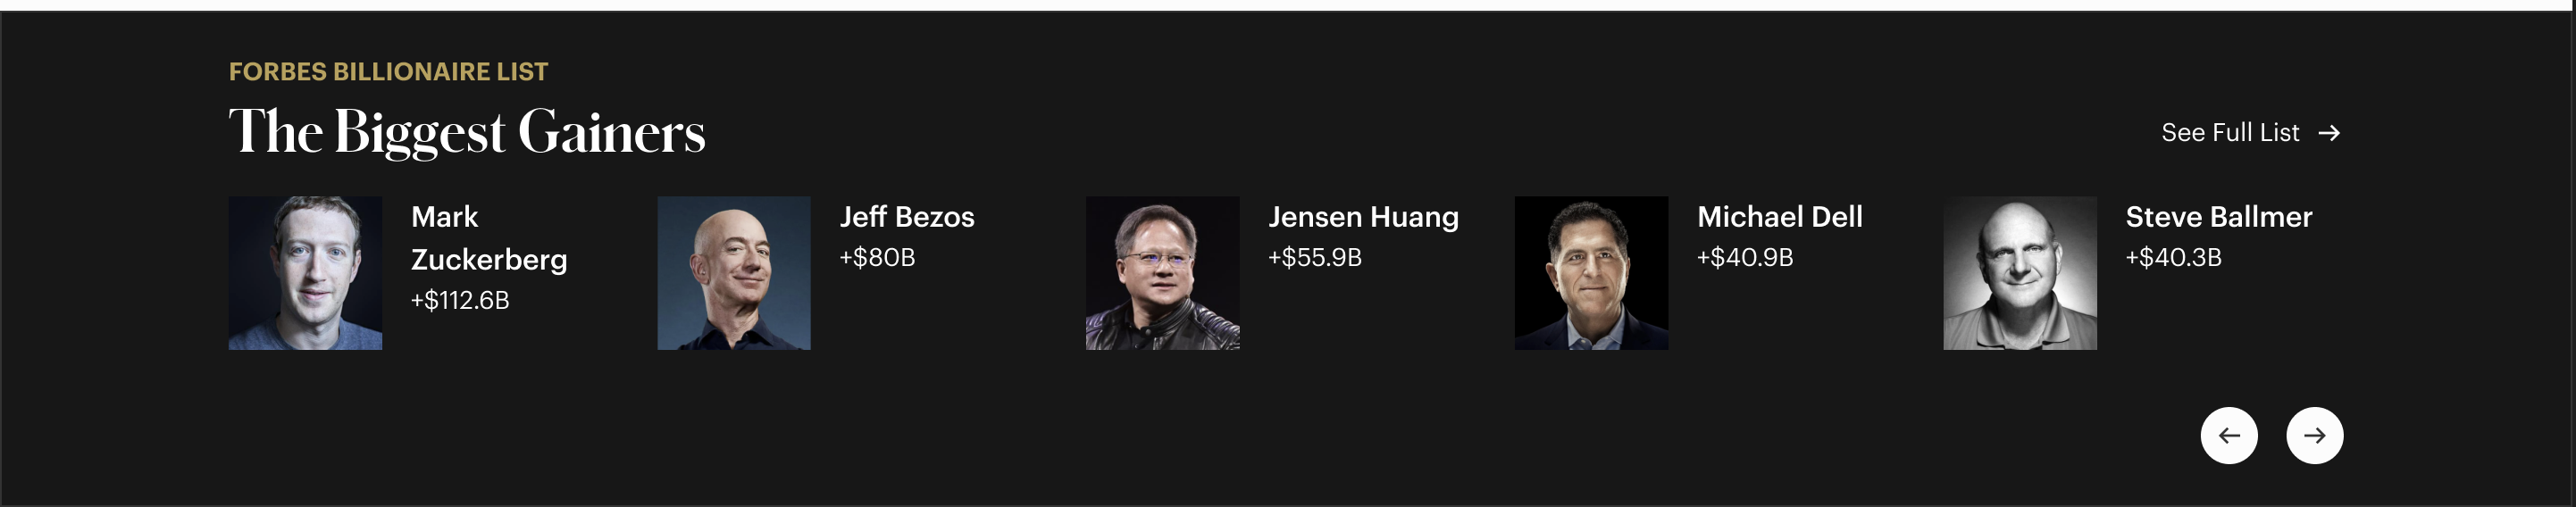 FORBES BILLIONAIRE LIST
The Biggest Gainers
See Full List →
Mark
Zuckerberg
+$112.6B
Jeff Bezos
+$80B
Jensen Huang
+$55.9B
Michael Dell
+$40.9B
Steve Ballmer
+$40.3B